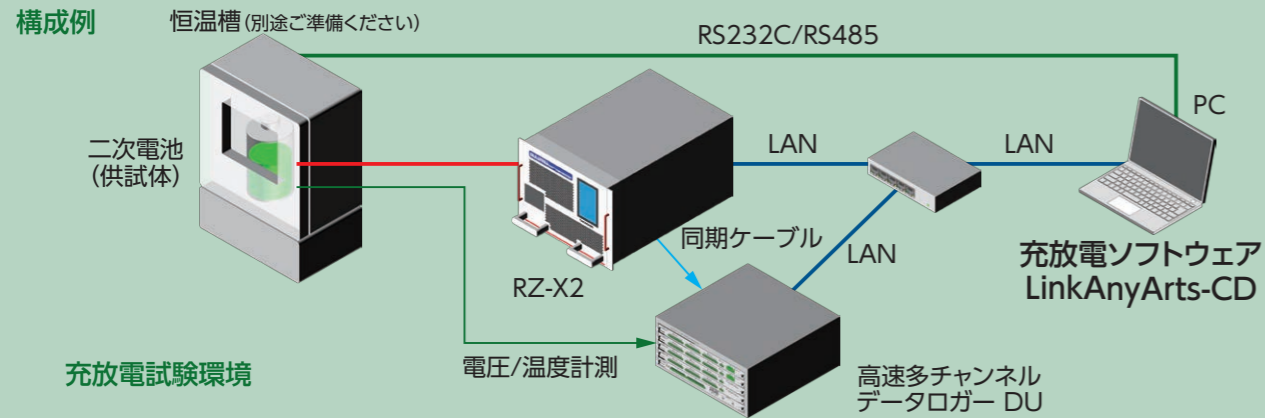 構成例
恒温槽(別途ご準備ください)
RS232C/RS485
PC
二次電池
(供試体)
LAN
LAN
同期ケーブル
LAN
RZ-X2
充放電ソフトウェア
LinkAnyArts-CD
電圧/温度計測
充放電試験環境
高速多チャンネル
データロガー DU